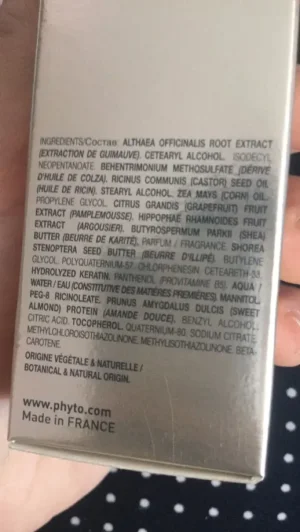 INGREDIENTS/Состав: ALTHAEA OFFICINALIS ROOT EXTRACT
(EXTRACTION DE GUIMAUVE). CETEARYL ALCOHOL. ISODECYL
NEOPENTANOATE. BEHENTRIMONIUM METHOSULFATE (DÉRIVÉ
D'HUILE DE COLZA). RICINUS COMMUNIS (CASTOR) SEED OIL
(HUILE DE RICIN). STEARYL ALCOHOL. ZEA MAYS (CORN) OIL.
PROPYLENE GLYCOL. CITRUS GRANDIS (GRAPEFRUIT) FRUIT
EXTRACT (PAMPLEMOUSSE). HIPPOPHAE RHAMNOIDES FRUIT
EXTRACT (ARGOUSIER). BUTYROSPERMUM PARKII (SHEA)
BUTTER (BEURRE DE KARITÉ). PARFUM / FRAGRANCE. SHOREA
STENOPTERA SEED BUTTER (BEURRE D'ILLIPÉ). BUTYLENE
GLYCOL. POLYQUATERNIUM-37. CHLORPHENESIN. CETEARETH-33.
HYDROLYZED KERATIN. PANTHENOL (PROVITAMINE B5). AQUA /
WATER / EAU (CONSTITUTIVE DES MATIÈRES PREMIÈRES). MANNITOL.
PEG-8 RICINOLEATE. PRUNUS AMYGDALUS DULCIS (SWEET
ALMOND) PROTEIN (AMANDE DOUCE). BENZYL ALCOHOL.
CITRIC ACID. TOCOPHEROL. QUATERNIUM-80. SODIUM CITRATE.
METHYLCHLOROISOTHIAZOLINONE. METHYLISOTHIAZOLINONE. BETA-
CAROTENE.
ORIGINE VÉGÉTALE & NATURELLE /
BOTANICAL & NATURAL ORIGIN.
www.phyto.com
Made in FRANCE